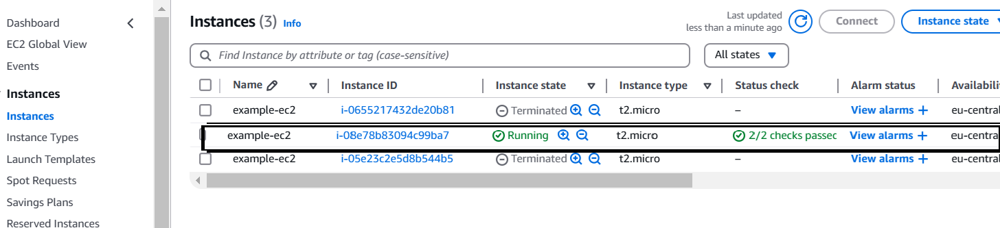 Dashboard
EC2 Global View
Events
Instances
Instances
Instance Types
Launch Templates
Spot Requests
Savings Plans
Reserved Instances
Instances (3) Info
Last updated
less than a minute ago
Connect
Instance state
Find Instance by attribute or tag (case-sensitive)
All states
Name Instance ID Instance state Instance type Status check Alarm status Availabili
example-ec2 i-0655217432de20b81 Terminated t2.micro – View alarms + eu-central
example-ec2 i-08e78b83094c99ba7 Running t2.micro 2/2 checks passec View alarms + eu-centra
example-ec2 i-05e23c2e5d8b544b5 Terminated t2.micro – View alarms + eu-central